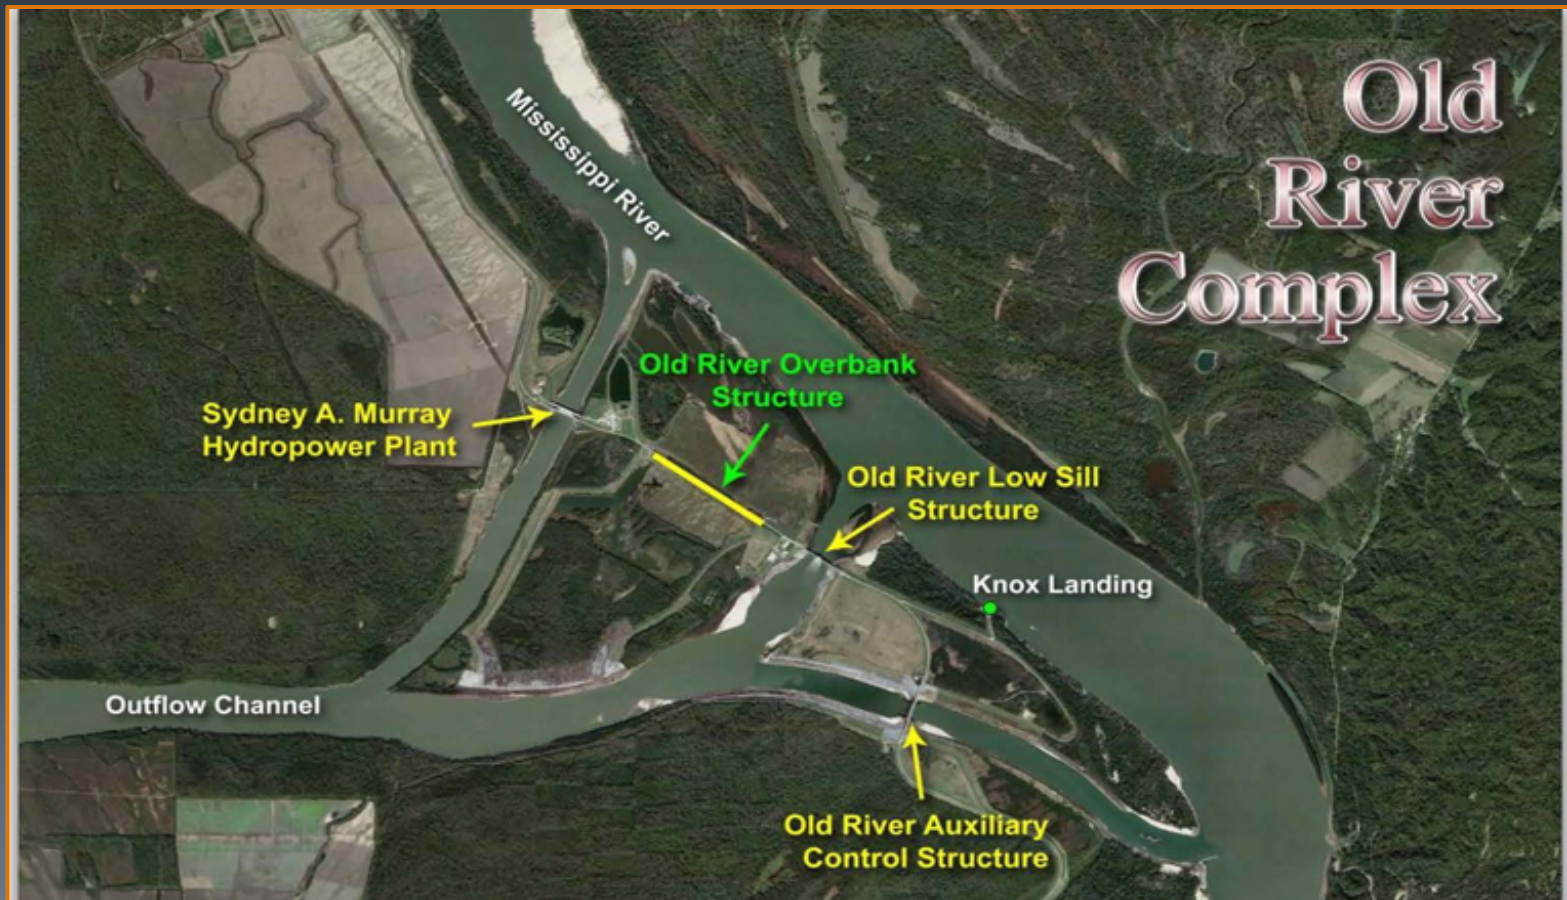 Old
River
Complex
Mississippi River
Old River Overbank
Structure
Sydney A. Murray
Hydropower Plant
Old River Low Sill
Structure
Knox Landing
Outflow Channel
Old River Auxiliary
Control Structure